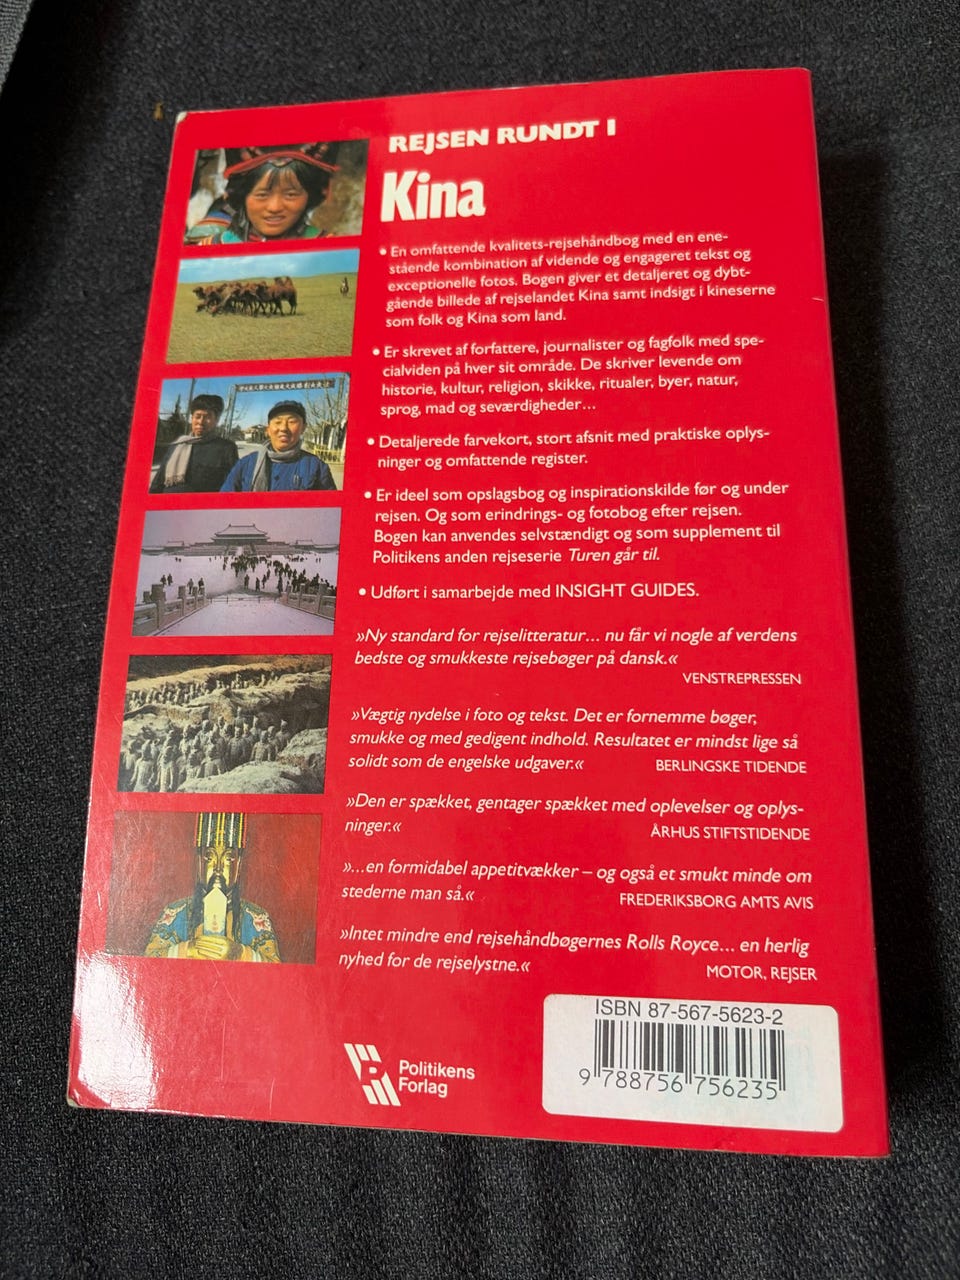 REJSEN RUNDT I
Kina
• En omfattende kvalitets-rejsehåndbog med en ene-
stående kombination af vidende og engageret tekst og
exceptionelle fotos. Bogen giver et detaljeret og dybt-
gående billede af rejselandet Kina samt indsigt i kineserne
som folk og Kina som land.
• Er skrevet af forfattere, journalister og fagfolk med spe-
cialviden på hver sit område. De skriver levende om
historie, kultur, religion, skikke, ritualer, byer, natur,
sprog, mad og seværdigheder...
• Detaljerede farvekort, stort afsnit med praktiske oplys-
ninger og omfattende register.
• Er ideel som opslagsbog og inspirationskilde før og under
rejsen. Og som erindrings- og fotobog efter rejsen.
Bogen kan anvendes selvstændigt og som supplement til
Politikens anden rejseserie Turen går til.
• Udført i samarbejde med INSIGHT GUIDES.
»Ny standard for rejselitteratur... nu får vi nogle af verdens
bedste og smukkeste rejsebøger på dansk.«
VENSTREPRESSEN
»Vægtig nydelse i foto og tekst. Det er fornemme bøger,
smukke og med gedigent indhold. Resultatet er mindst lige så
solidt som de engelske udgaver.« BERLINGSKE TIDENDE
»Den er spækket, gentager spækket med oplevelser og oplys-
ninger.« ÅRHUS STIFTSTIDENDE
»...en formidabel appetitvækker – og også et smukt minde om
stederne man så.« FREDERIKSBORG AMTS AVIS
»Intet mindre end rejsehåndbøgernes Rolls Royce... en herlig
nyhed for de rejselystne.« MOTOR, REJSER
ISBN 87-567-5623-2
9 788756 756235
Politikens
Forlag